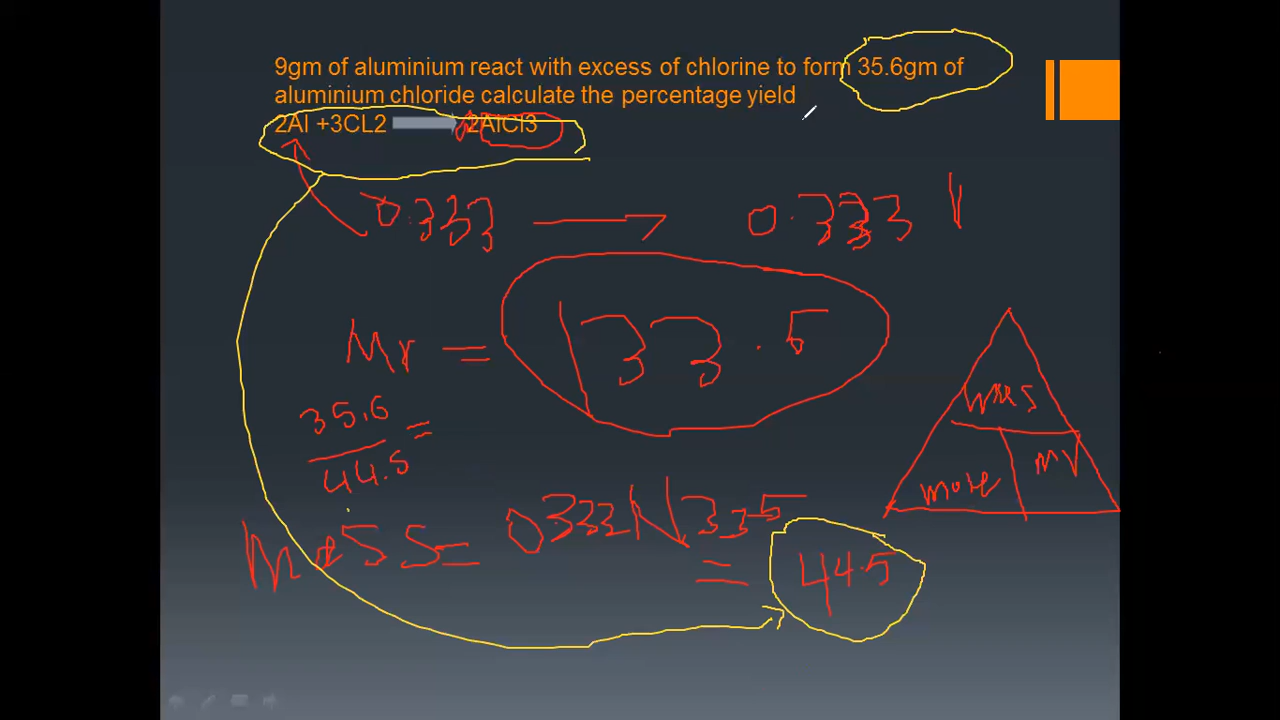 9gm of aluminium react with excess of chlorine to form 35.6gm of
aluminium chloride calculate the percentage yield
2Al +3CL2 2AlCl3
0.333 0.333
Mr = 133.5
35.6
44.5 =
mass
mole Mr
Mass = 0.333 133.5
= 44.5